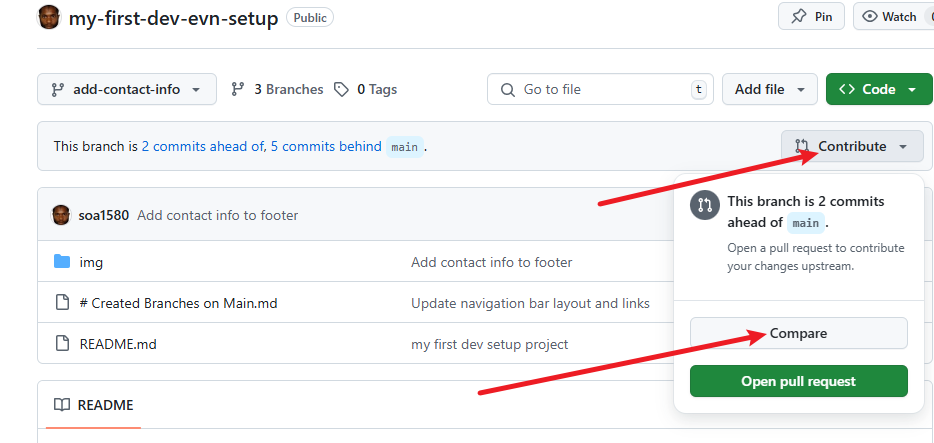 my-first-dev-evn-setup Public Pin Watch
add-contact-info 3 Branches 0 Tags Go to file t Add file Code
This branch is 2 commits ahead of, 5 commits behind main. Contribute
This branch is 2 commits
ahead of main.
Open a pull request to contribute
your changes upstream.
Compare
Open pull request
soa1580 Add contact info to footer
img Add contact info to footer
# Created Branches on Main.md Update navigation bar layout and links
README.md my first dev setup project
README